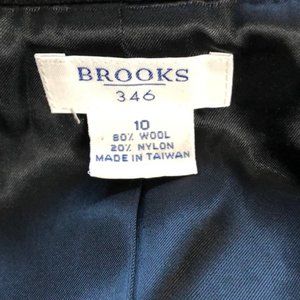 BROOKS
346
10
80% WOOL
20% NYLON
MADE IN TAIWAN